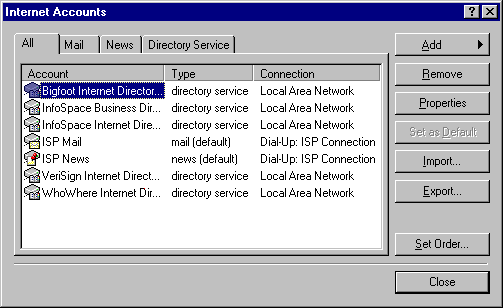 Internet Accounts
All Mail News Directory Service
Account Type Connection
Bigfoot Internet Director... directory service Local Area Network
InfoSpace Business Dir... directory service Local Area Network
InfoSpace Internet Dire... directory service Local Area Network
ISP Mail mail (default) Dial-Up: ISP Connection
ISP News news (default) Dial-Up: ISP Connection
VeriSign Internet Direct... directory service Local Area Network
WhoWhere Internet Dir... directory service Local Area Network
Add
Remove
Properties
Set as Default
Import...
Export...
Set Order...
Close